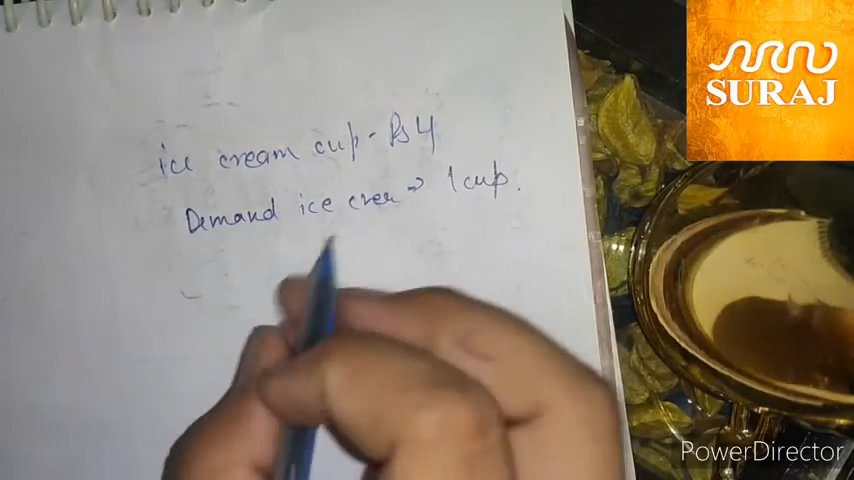 SURAJ
ice cream cup - Rs 4
Demand ice crea → 1 cup.
PowerDirector